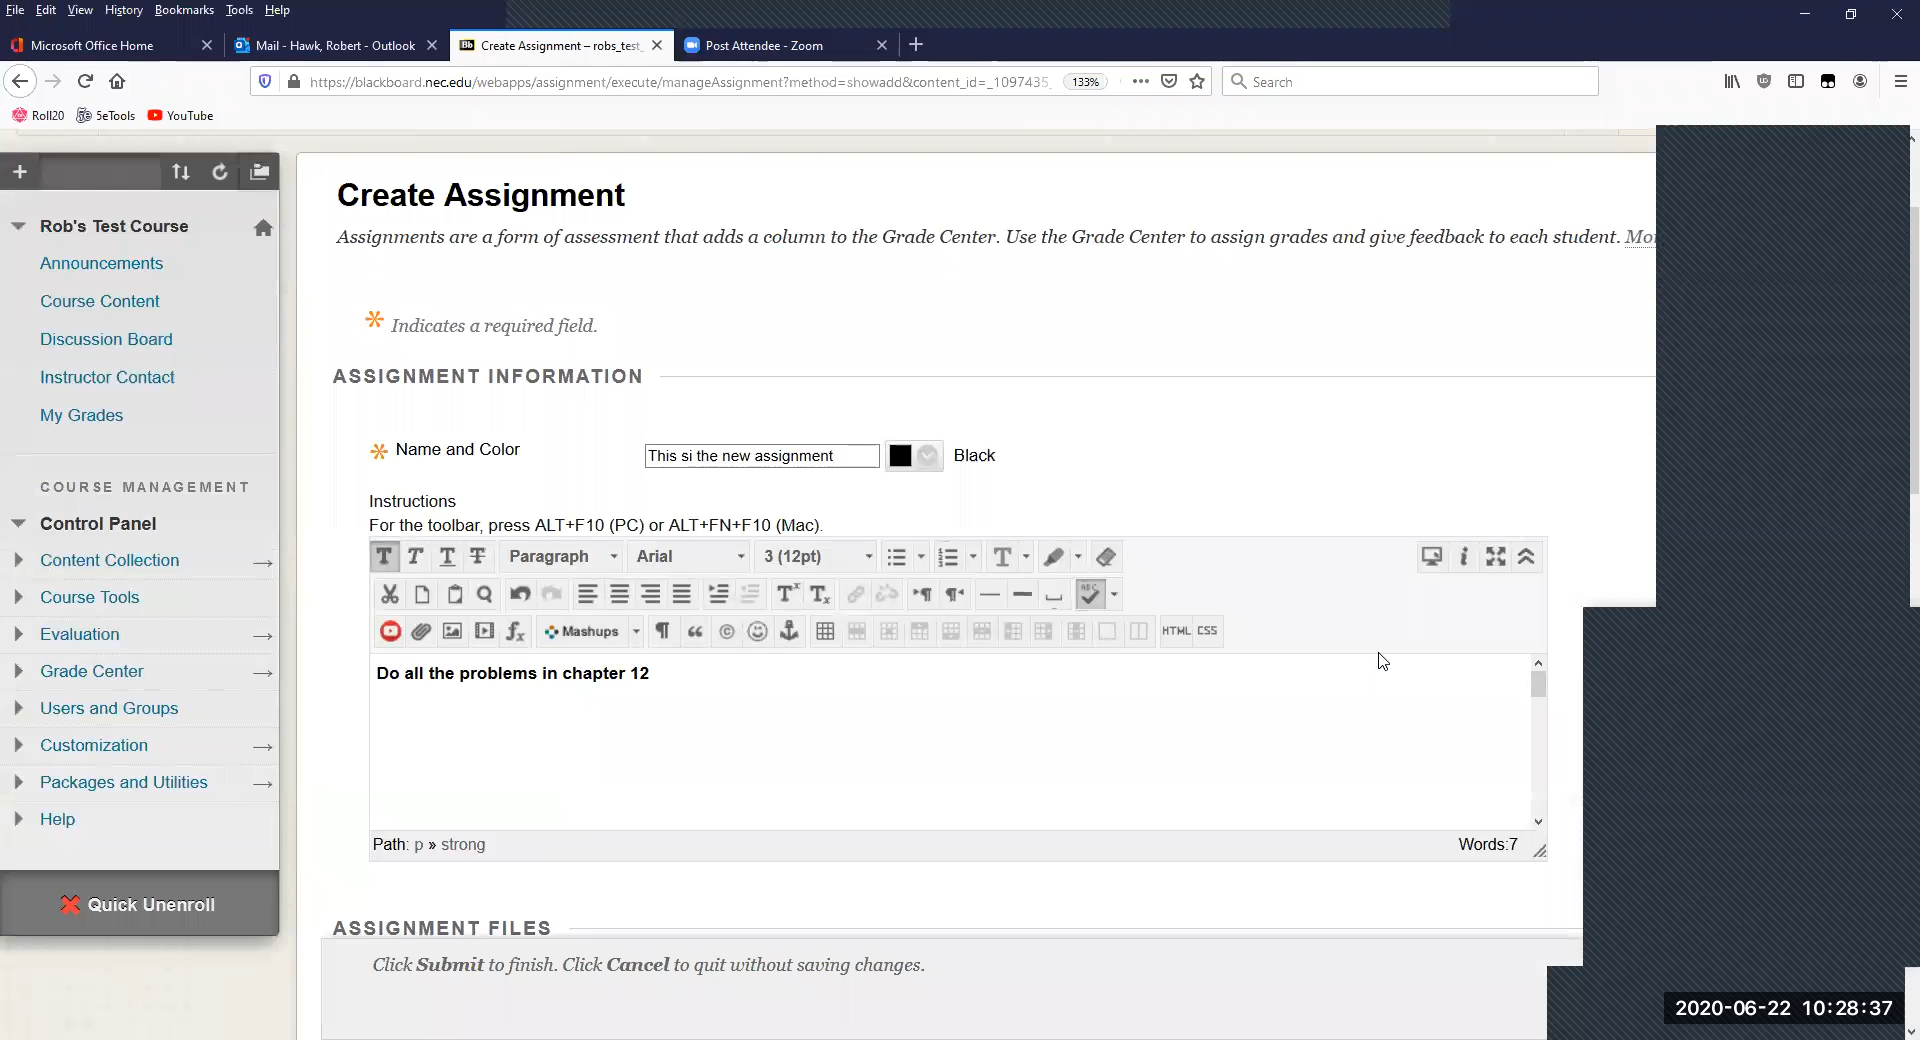 File Edit View History Bookmarks Tools Help
Microsoft Office Home
Mail - Hawk, Robert - Outlook
Create Assignment – robs_test_
Post Attendee - Zoom
https://blackboard.nec.edu/webapps/assignment/execute/manageAssignment?method=showadd&content_id=_1097435_
133%
Search
Roll20 5eTools YouTube
Rob's Test Course
Announcements
Course Content
Discussion Board
Instructor Contact
My Grades
COURSE MANAGEMENT
Control Panel
Content Collection
Course Tools
Evaluation
Grade Center
Users and Groups
Customization
Packages and Utilities
Help
Quick Unenroll
Create Assignment
Assignments are a form of assessment that adds a column to the Grade Center. Use the Grade Center to assign grades and give feedback to each student.
Indicates a required field.
ASSIGNMENT INFORMATION
Name and Color
This si the new assignment
Black
Instructions
For the toolbar, press ALT+F10 (PC) or ALT+FN+F10 (Mac).
T T T T Paragraph Arial 3 (12pt) T
Mashups HTML CSS
Do all the problems in chapter 12
Path: p » strong
Words:7
ASSIGNMENT FILES
Click Submit to finish. Click Cancel to quit without saving changes.
2020-06-22 10:28:37